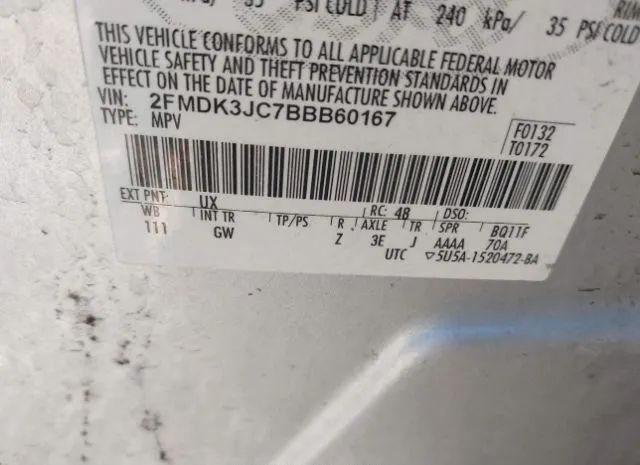 35 PSI COLD AT 240 kPa/ 35 PSI COLD
THIS VEHICLE CONFORMS TO ALL APPLICABLE FEDERAL MOTOR
VEHICLE SAFETY AND THEFT PREVENTION STANDARDS IN
EFFECT ON THE DATE OF MANUFACTURE SHOWN ABOVE.
VIN: 2FMDK3JC7BBB60167
TYPE: MPV
F0132
T0172
EXT PNT: UX RC: 48 DSO:
WB INT TR TP/PS R AXLE TR SPR BQ1TF
111 GW Z 3E J AAAA 70A
UTC ▽5U5A-1520472-BA